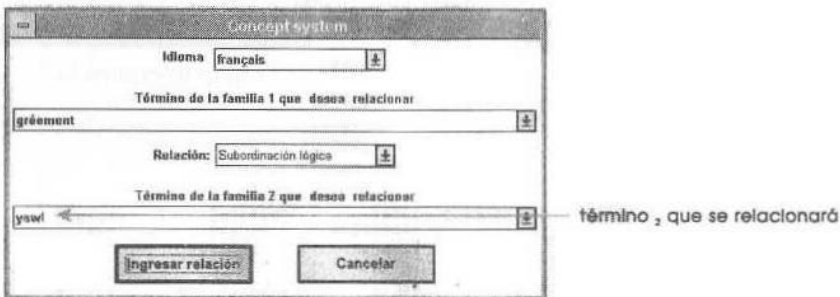 Concept system
Idioma français
Término de la familia 1 que desea relacionar
gréement
Relación: Subordinación lógica
Término de la familia 2 que desea relacionar
yawl
término ₂ que se relacionará
Ingresar relación Cancelar